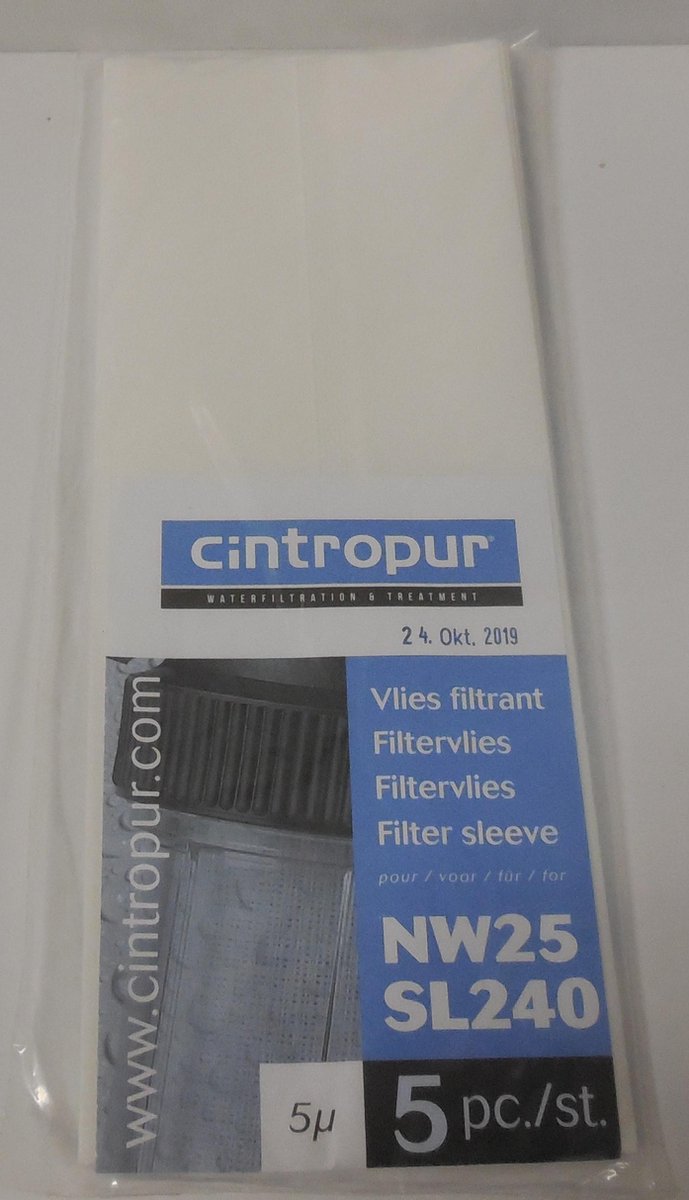 cintropur®
WATERFILTRATION & TREATMENT
24. Okt. 2019
Vlies filtrant
Filtervlies
Filtervlies
Filter sleeve
pour / voor / für / for
NW25
SL240
5µ
5 pc./st.
www.cintropur.com